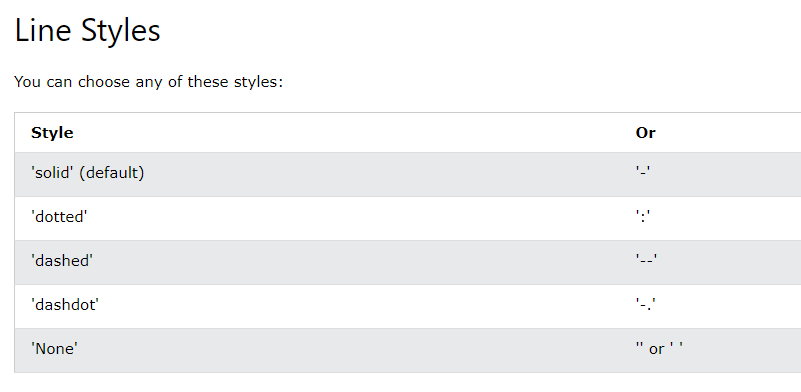 Line Styles
You can choose any of these styles:
Style Or
'solid' (default) '-'
'dotted' ':'
'dashed' '--'
'dashdot' '-.'
'None' '' or ' '